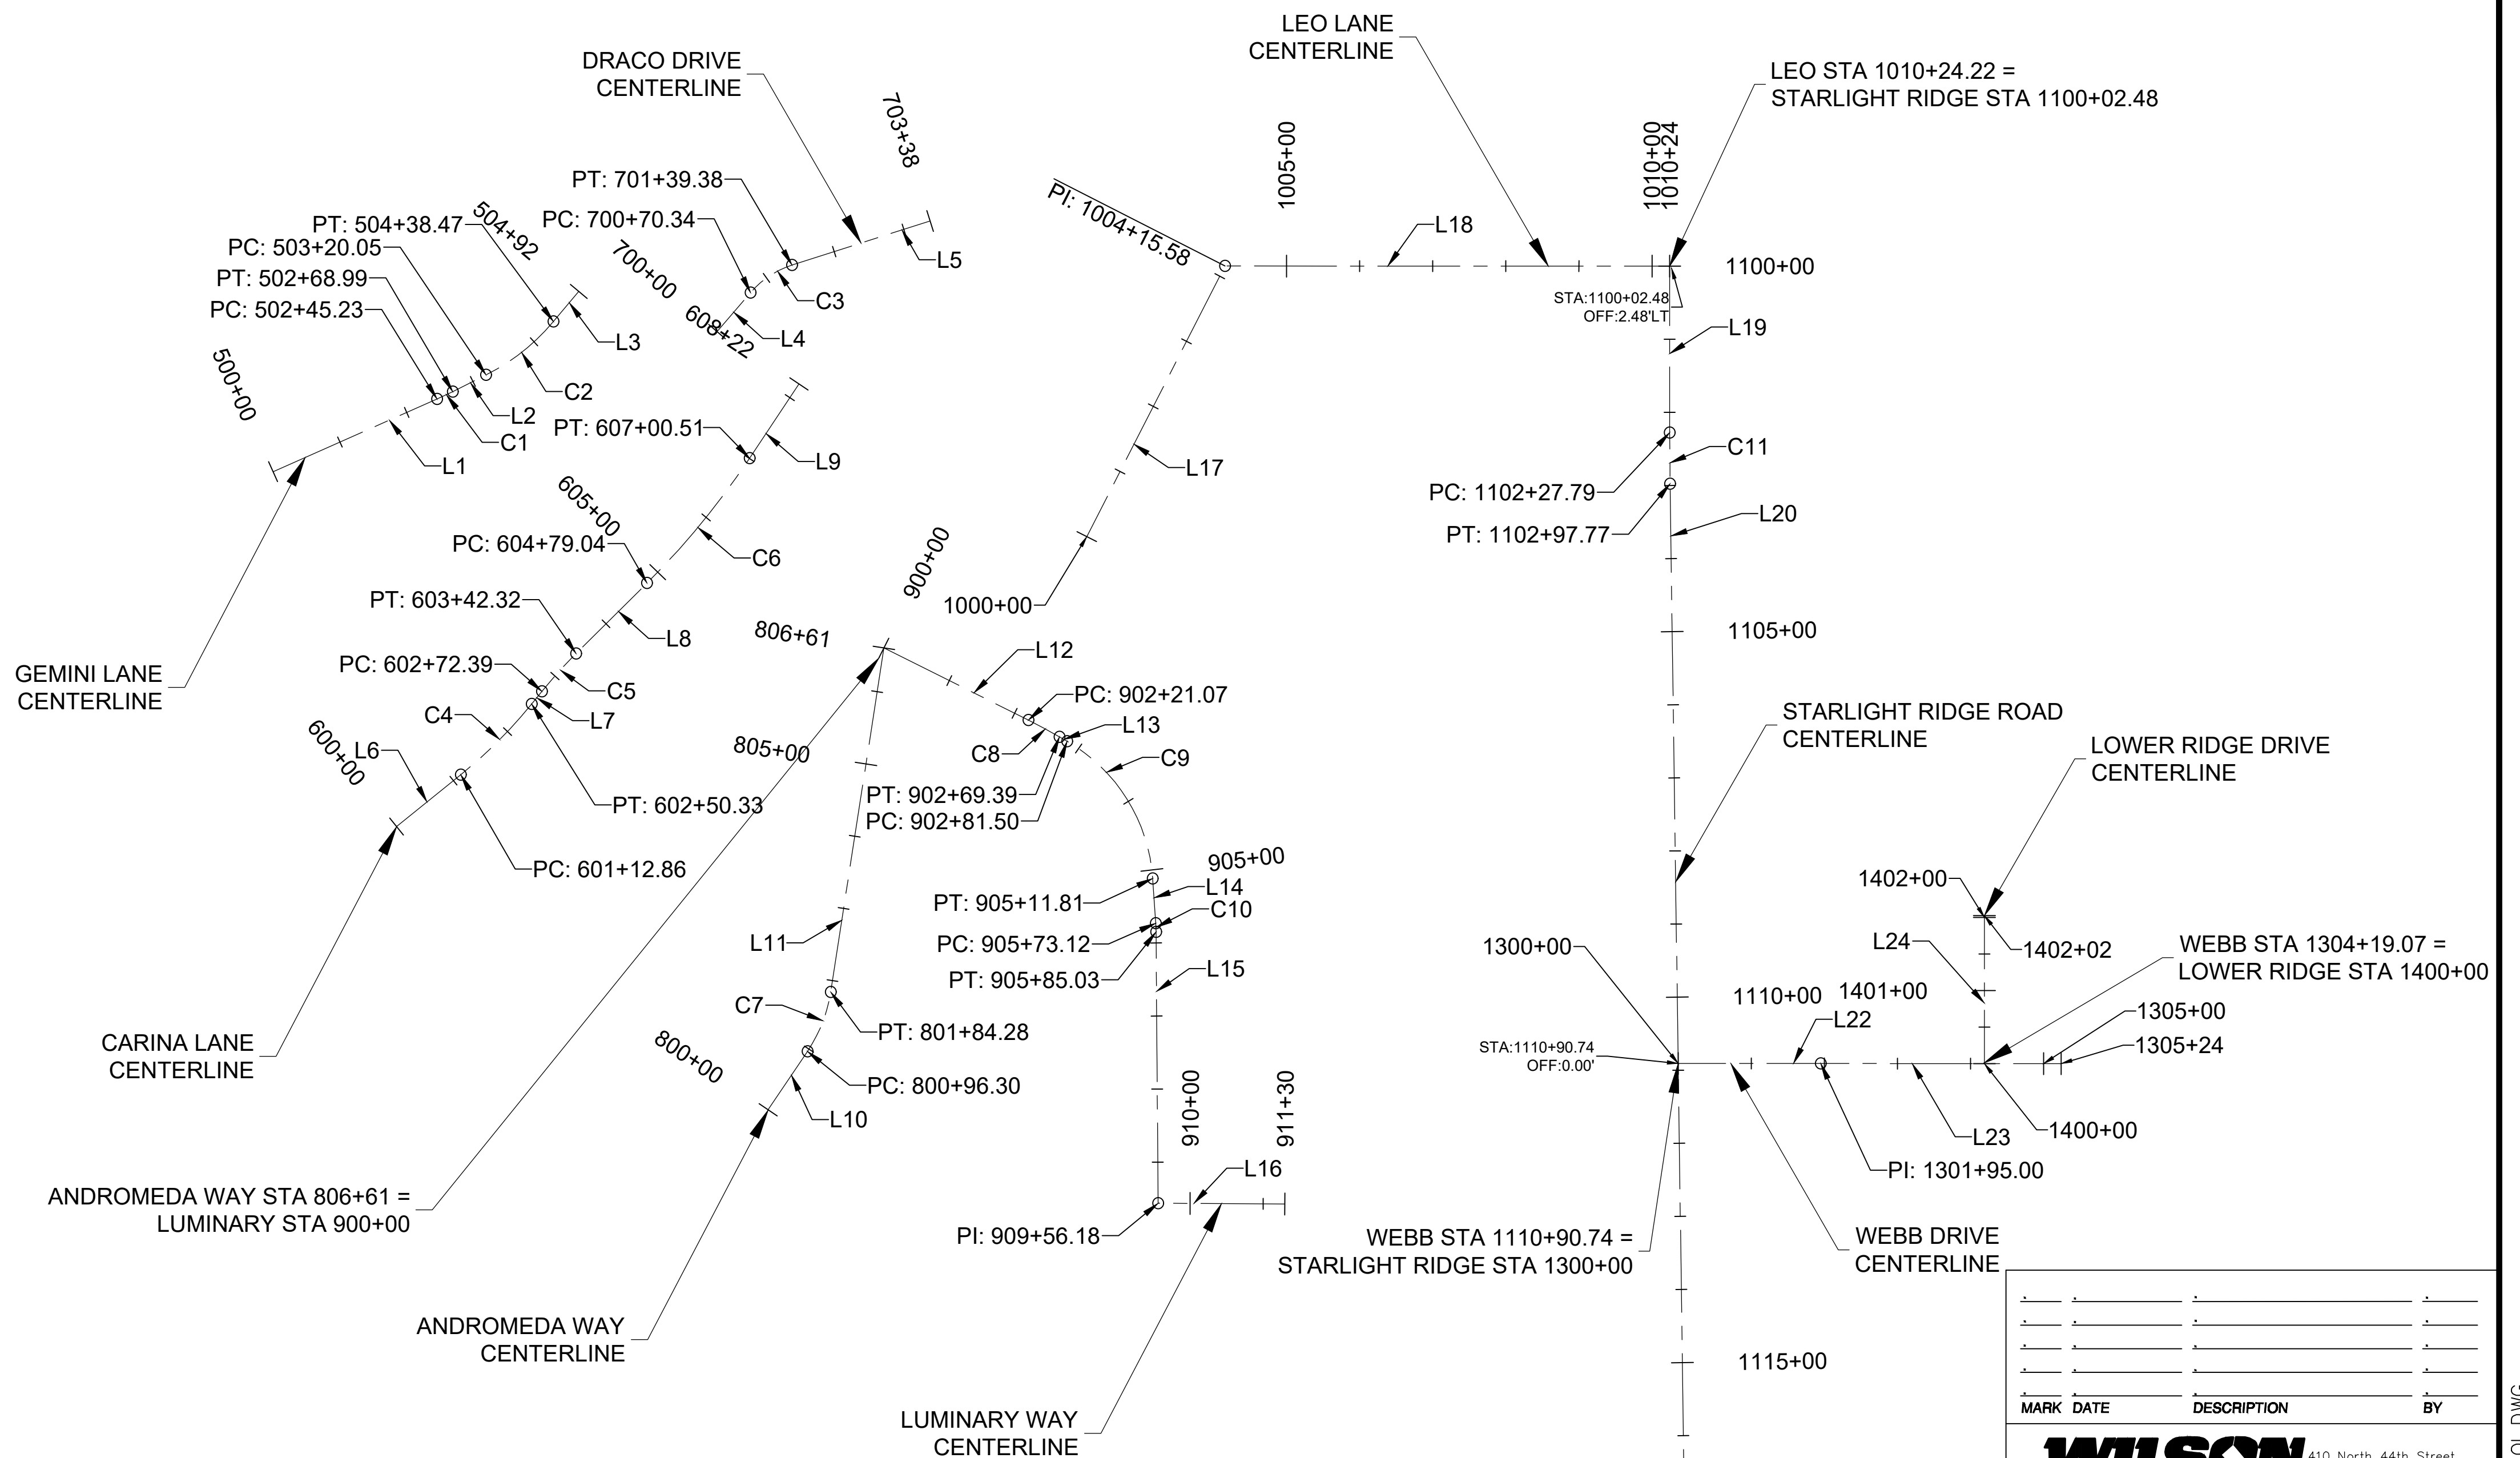 LEO LANE
CENTERLINE
DRACO DRIVE
CENTERLINE
LEO STA 1010+24.22 =
STARLIGHT RIDGE STA 1100+02.48
703+38
1005+00
1010+00
1010+24
PT: 701+39.38
PC: 700+70.34
PI: 1004+15.58
L18
PT: 504+38.47
504+92
PC: 503+20.05
PT: 502+68.99
PC: 502+45.23
700+00
L5
1100+00
STA:1100+02.48
OFF:2.48'LT
C3
608+22
L4
L3
L19
500+00
C2
L2
C1
L1
PT: 607+00.51
L9
L17
C11
PC: 1102+27.79
605+00
L20
PT: 1102+97.77
PC: 604+79.04
C6
900+00
PT: 603+42.32
1000+00
L8
806+61
1105+00
L12
PC: 602+72.39
GEMINI LANE
CENTERLINE
C5
PC: 902+21.07
C4
L7
L13
STARLIGHT RIDGE ROAD
CENTERLINE
600+00
L6
805+00
C8
C9
LOWER RIDGE DRIVE
CENTERLINE
PT: 602+50.33
PT: 902+69.39
PC: 902+81.50
PC: 601+12.86
905+00
L14
1402+00
PT: 905+11.81
C10
PC: 905+73.12
L11
1300+00
L24
1402+02
WEBB STA 1304+19.07 =
LOWER RIDGE STA 1400+00
L15
PT: 905+85.03
C7
1110+00
1401+00
1305+00
PT: 801+84.28
L22
CARINA LANE
CENTERLINE
800+00
STA:1110+90.74
OFF:0.00'
1305+24
PC: 800+96.30
910+00
911+30
L10
L23
1400+00
L16
PI: 1301+95.00
ANDROMEDA WAY STA 806+61 =
LUMINARY STA 900+00
PI: 909+56.18
WEBB STA 1110+90.74 =
STARLIGHT RIDGE STA 1300+00
WEBB DRIVE
CENTERLINE
ANDROMEDA WAY
CENTERLINE
1115+00
LUMINARY WAY
CENTERLINE
MARK DATE DESCRIPTION BY
WILSON
410 North 44th Street